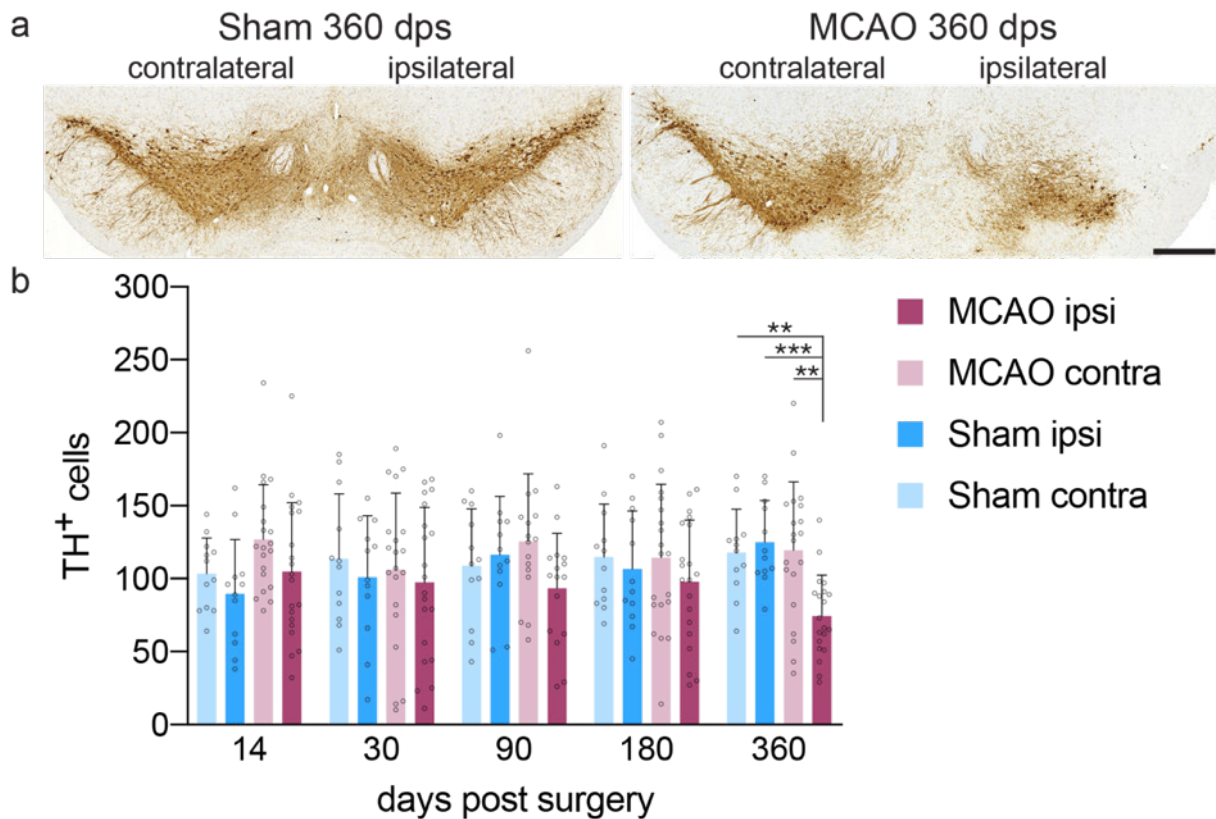 a
Sham 360 dps
MCAO 360 dps
contralateral ipsilateral
contralateral ipsilateral
b
300
250
200
150
100
50
0
TH+ cells
**
***
**
MCAO ipsi
MCAO contra
Sham ipsi
Sham contra
14 30 90 180 360
days post surgery